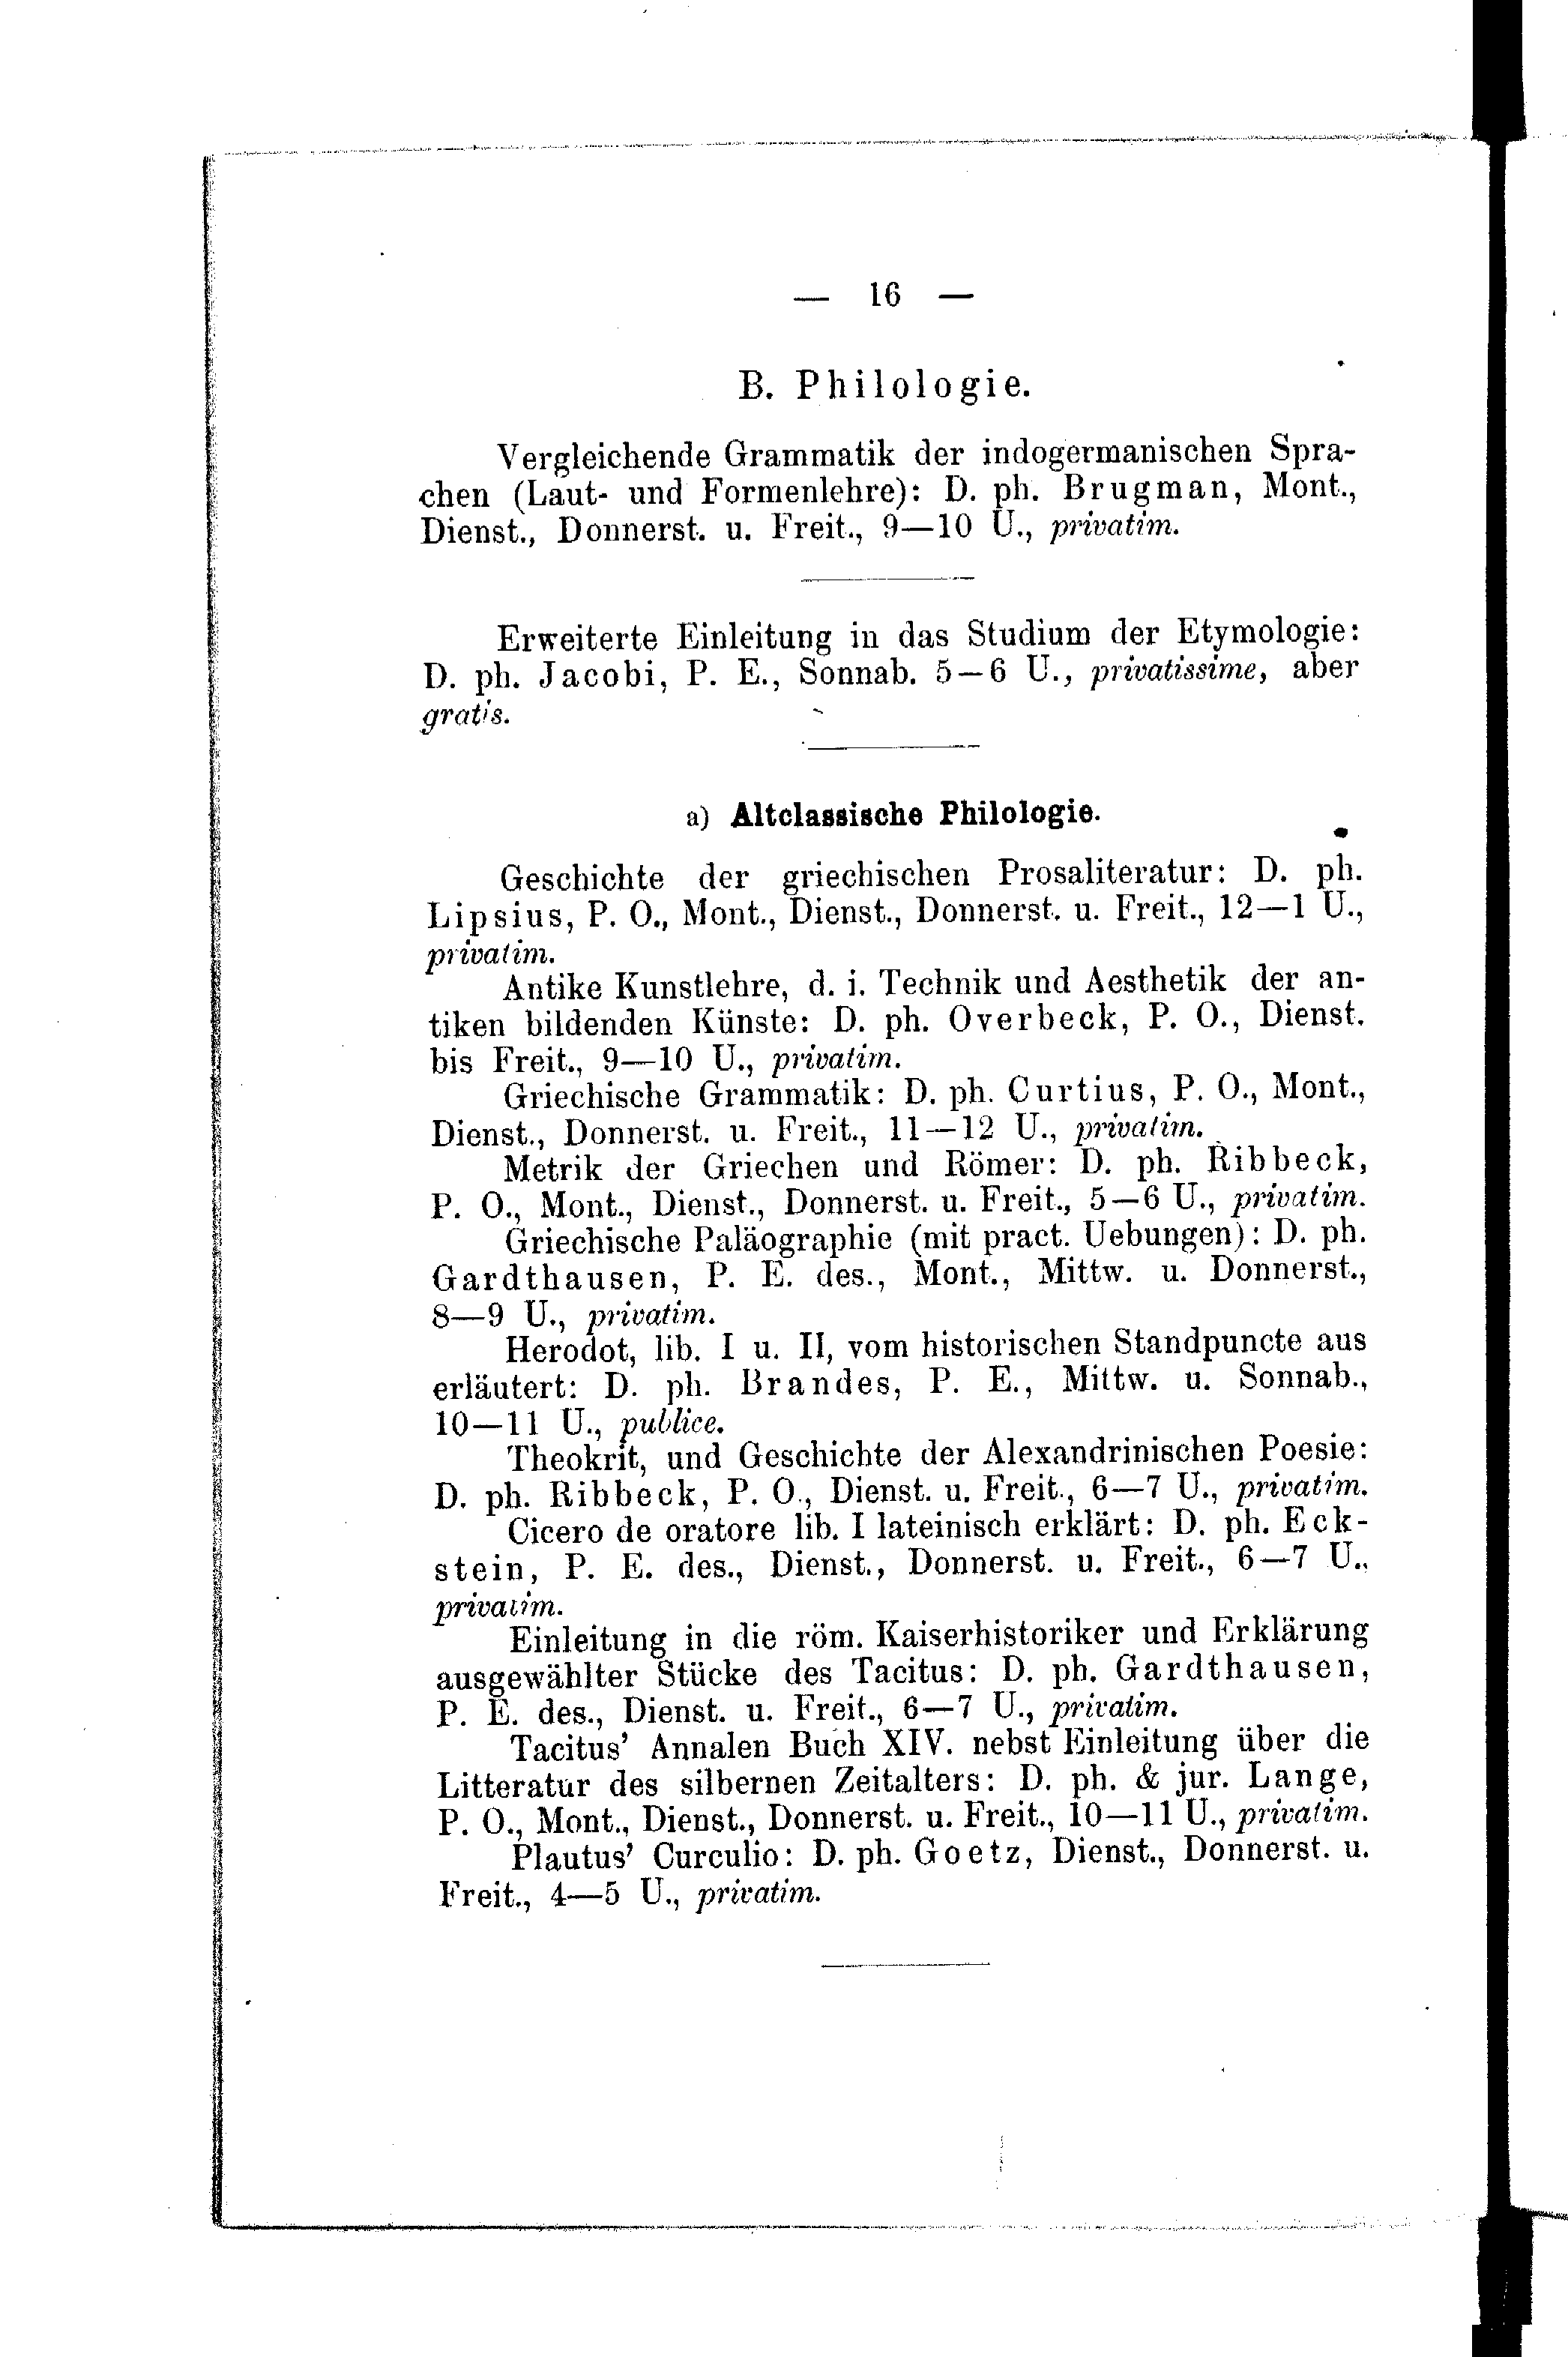 — 16 —
B. Philologie.
Vergleichende Grammatik der indogermanischen Spra-
chen (Laut- und Formenlehre): D. ph. Brugman, Mont.,
Dienst., Donnerst. u. Freit., 9—10 U., privatim.
Erweiterte Einleitung in das Studium der Etymologie:
D. ph. Jacobi, P. E., Sonnab. 5—6 U., privatissime, aber
gratis.
a) Altclassische Philologie.
Geschichte der griechischen Prosaliteratur: D. ph.
Lipsius, P. O., Mont., Dienst., Donnerst. u. Freit., 12—1 U.,
privatim.
Antike Kunstlehre, d. i. Technik und Aesthetik der an-
tiken bildenden Künste: D. ph. Overbeck, P. O., Dienst.
bis Freit., 9—10 U., privatim.
Griechische Grammatik: D. ph. Curtius, P. O., Mont.,
Dienst., Donnerst. u. Freit., 11—12 U., privatim.
Metrik der Griechen und Römer: D. ph. Ribbeck,
P. O., Mont., Dienst., Donnerst. u. Freit., 5—6 U., privatim.
Griechische Paläographie (mit pract. Uebungen): D. ph.
Gardthausen, P. E. des., Mont., Mittw. u. Donnerst.,
8—9 U., privatim.
Herodot, lib. I u. II, vom historischen Standpuncte aus
erläutert: D. ph. Brandes, P. E., Mittw. u. Sonnab.,
10—11 U., publice.
Theokrit, und Geschichte der Alexandrinischen Poesie:
D. ph. Ribbeck, P. O., Dienst. u. Freit., 6—7 U., privatim.
Cicero de oratore lib. I lateinisch erklärt: D. ph. Eck-
stein, P. E. des., Dienst., Donnerst. u. Freit., 6—7 U.,
privatim.
Einleitung in die röm. Kaiserhistoriker und Erklärung
ausgewählter Stücke des Tacitus: D. ph. Gardthausen,
P. E. des., Dienst. u. Freit., 6—7 U., privatim.
Tacitus' Annalen Buch XIV. nebst Einleitung über die
Litteratur des silbernen Zeitalters: D. ph. & jur. Lange,
P. O., Mont., Dienst., Donnerst. u. Freit., 10—11 U., privatim.
Plautus' Curculio: D. ph. Goetz, Dienst., Donnerst. u.
Freit., 4—5 U., privatim.